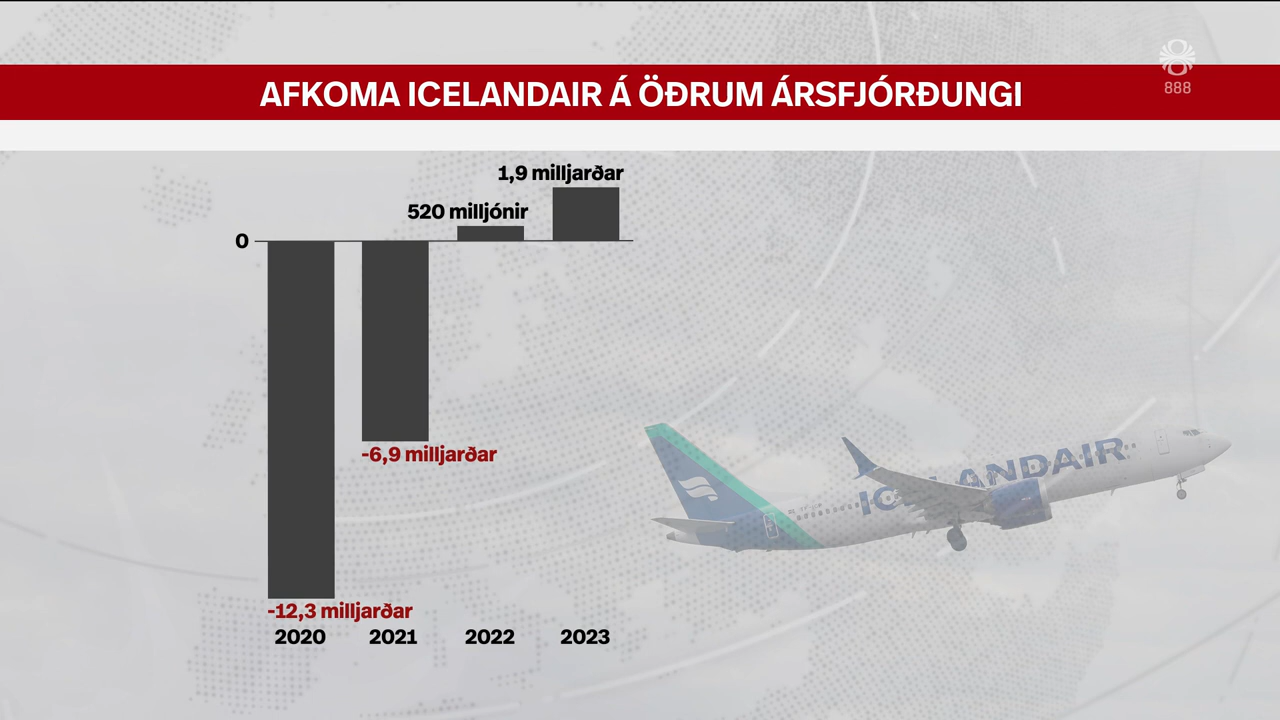 AFKOMA ICELANDAIR Á ÖÐRUM ÁRSFJÓRÐUNGI
888
1,9 milljarðar
520 milljónir
0
-6,9 milljarðar
ICELANDAIR
-12,3 milljarðar
2020 2021 2022 2023